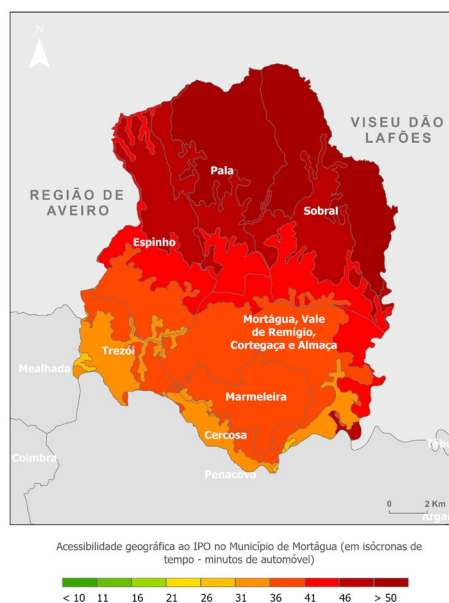 N
VISEU DÃO
LAFÕES
Pala
REGIÃO DE
AVEIRO
Sobral
Espinho
Mortágua, Vale
de Remígio,
Cortegaça e Almaça
Trezói
Mealhada
Marmeleira
Cercosa
Coimbra
Penacova
0 2 Km
Acessibilidade geográfica ao IPO no Município de Mortágua (em isócronas de
tempo - minutos de automóvel)
< 10 11 16 21 26 31 36 41 46 > 50